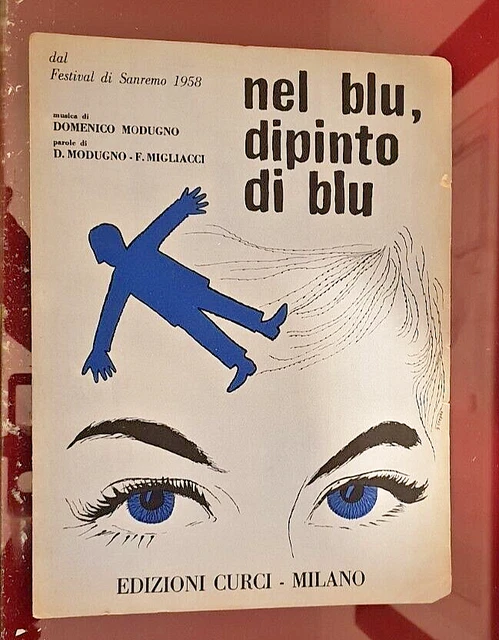 dal
Festival di Sanremo 1958
musica di
DOMENICO MODUGNO
parole di
D. MODUGNO - F. MIGLIACCI
nel blu,
dipinto
di blu
EDIZIONI CURCI - MILANO